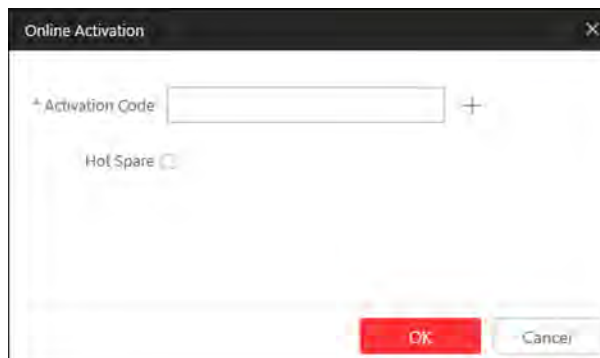 Online Activation
* Activation Code
Hot Spare
OK
Cancel